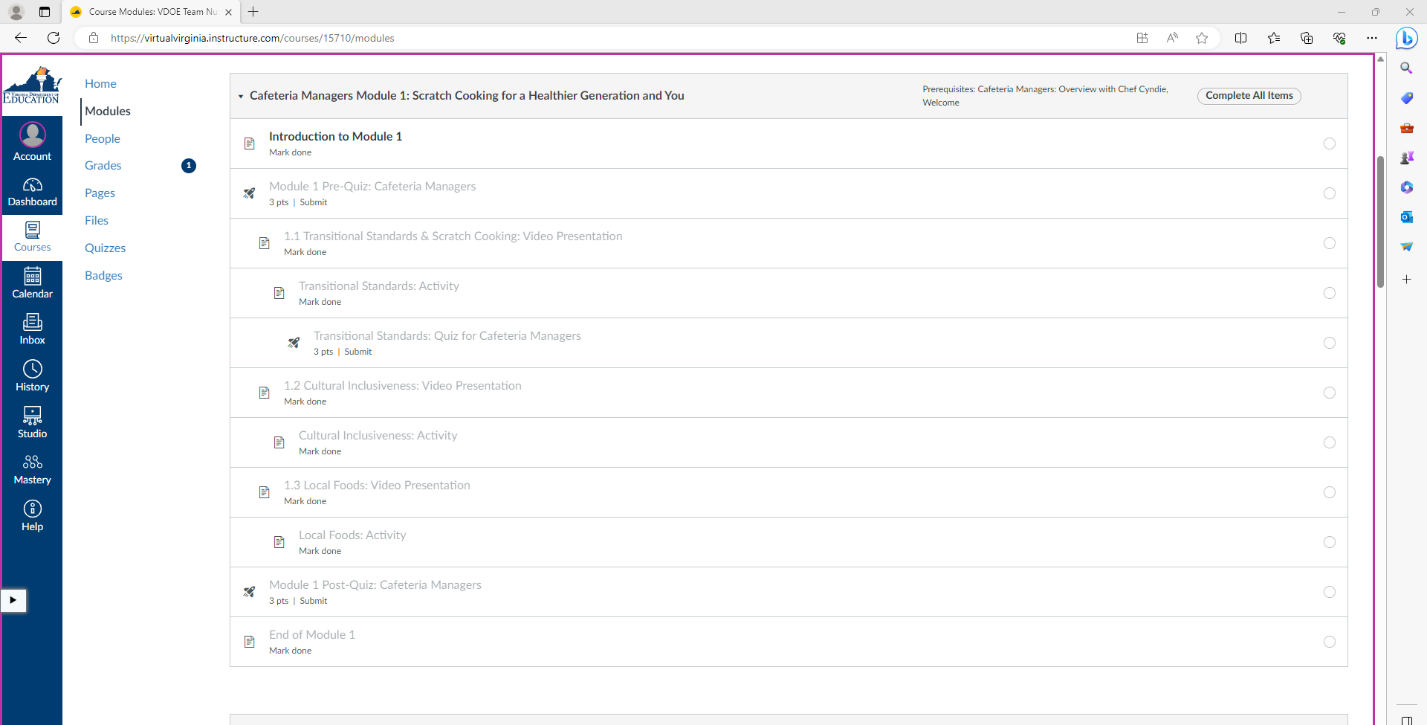 Course Modules: VDOE Team Nu
https://virtualvirginia.instructure.com/courses/15710/modules
EDUCATION
Account
Dashboard
Courses
Calendar
Inbox
History
Studio
Mastery
Help
Home
Modules
People
Grades 1
Pages
Files
Quizzes
Badges
Cafeteria Managers Module 1: Scratch Cooking for a Healthier Generation and You
Prerequisites: Cafeteria Managers: Overview with Chef Cyndie,
Welcome
Complete All Items
Introduction to Module 1
Mark done
Module 1 Pre-Quiz: Cafeteria Managers
3 pts | Submit
1.1 Transitional Standards & Scratch Cooking: Video Presentation
Mark done
Transitional Standards: Activity
Mark done
Transitional Standards: Quiz for Cafeteria Managers
3 pts | Submit
1.2 Cultural Inclusiveness: Video Presentation
Mark done
Cultural Inclusiveness: Activity
Mark done
1.3 Local Foods: Video Presentation
Mark done
Local Foods: Activity
Mark done
Module 1 Post-Quiz: Cafeteria Managers
3 pts | Submit
End of Module 1
Mark done